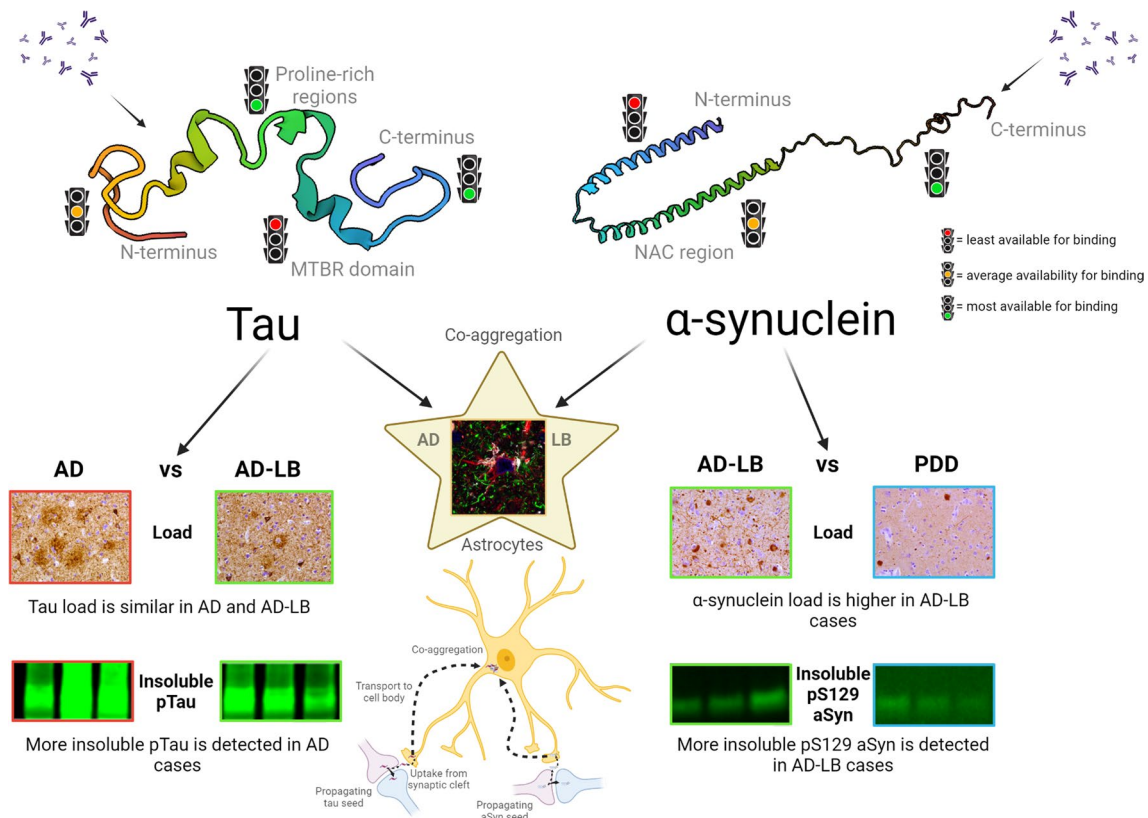 Proline-rich
regions
C-terminus
N-terminus
MTBR domain
N-terminus
C-terminus
NAC region
= least available for binding
= average availability for binding
= most available for binding
Tau
α-synuclein
Co-aggregation
AD
LB
Astrocytes
AD
vs
AD-LB
Load
Tau load is similar in AD and AD-LB
Insoluble
pTau
More insoluble pTau is detected in AD
cases
AD-LB
vs
PDD
Load
α-synuclein load is higher in AD-LB
cases
Insoluble
pS129
aSyn
More insoluble pS129 aSyn is detected
in AD-LB cases
Co-aggregation
Transport to
cell body
Uptake from
synaptic cleft
Propagating
tau seed
Propagating
aSyn seed